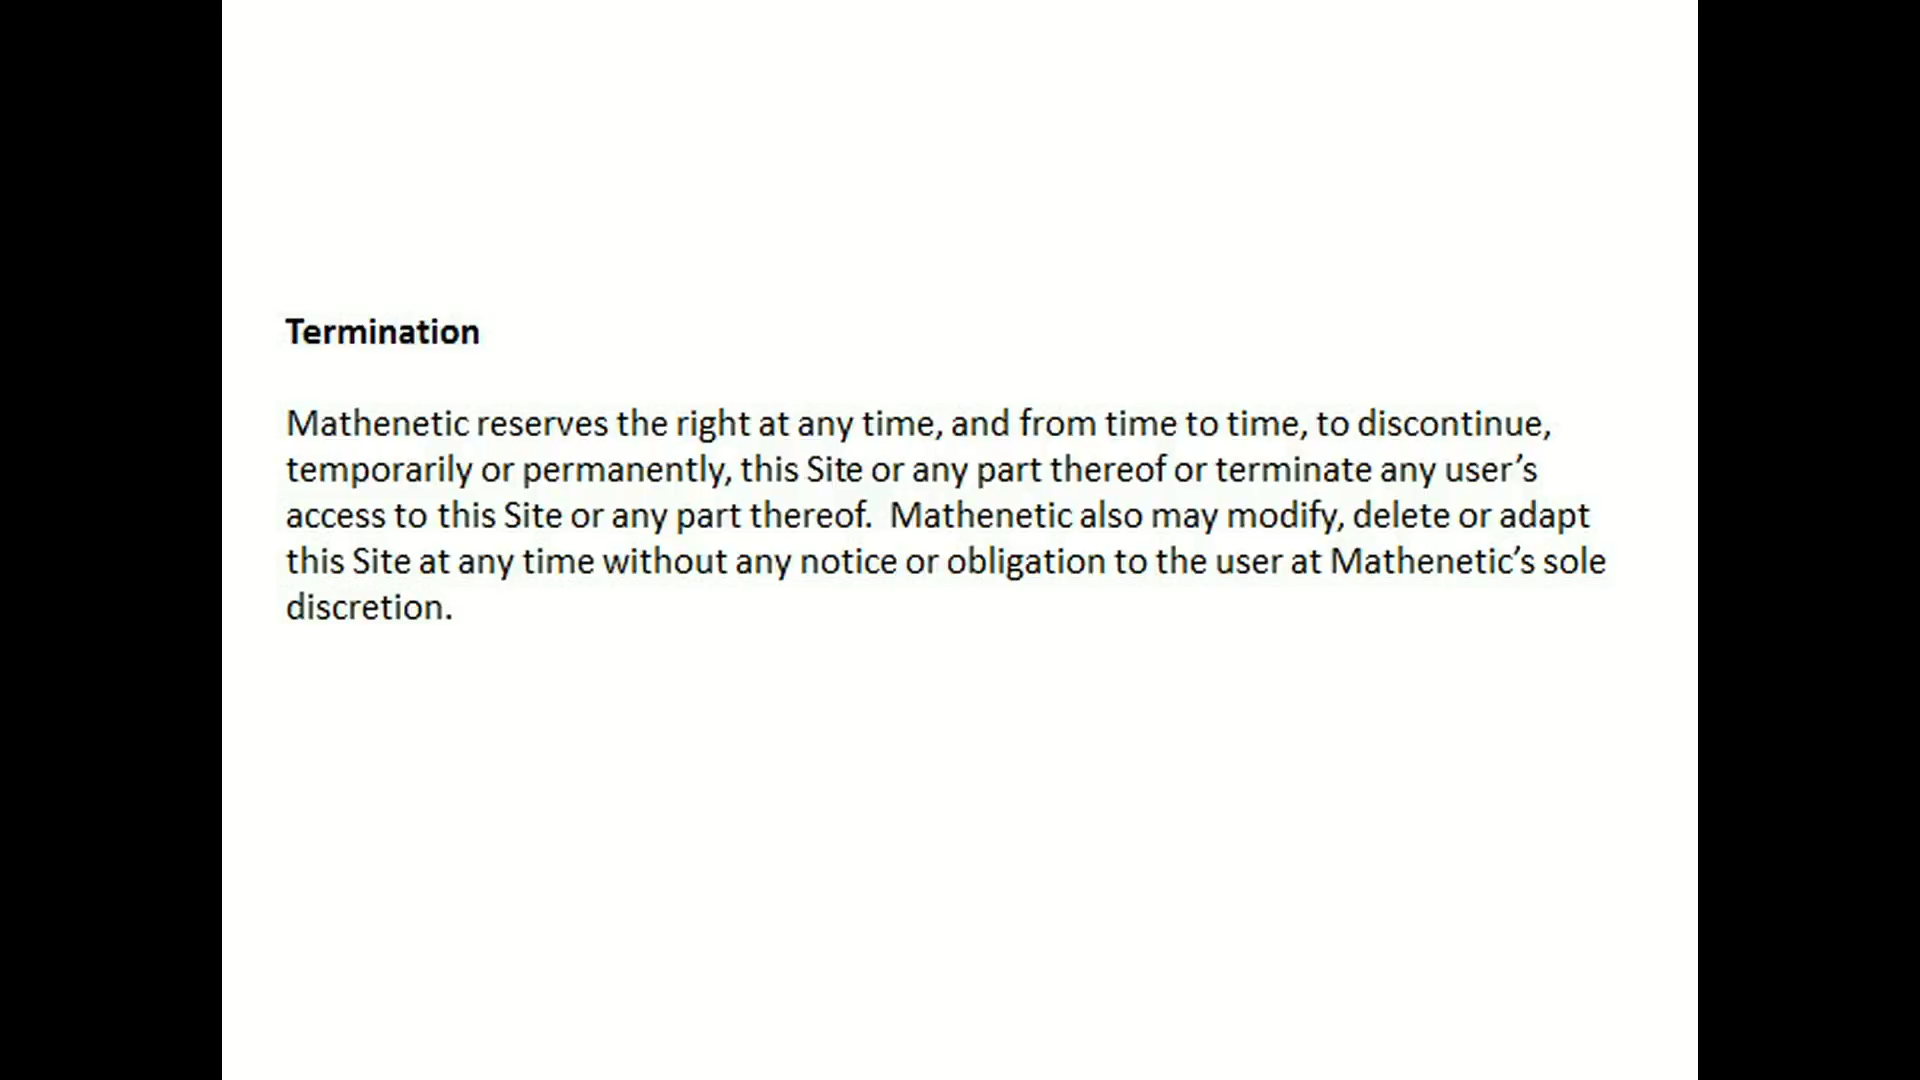 Termination
Mathenetic reserves the right at any time, and from time to time, to discontinue,
temporarily or permanently, this Site or any part thereof or terminate any user’s
access to this Site or any part thereof.  Mathenetic also may modify, delete or adapt
this Site at any time without any notice or obligation to the user at Mathenetic’s sole
discretion.